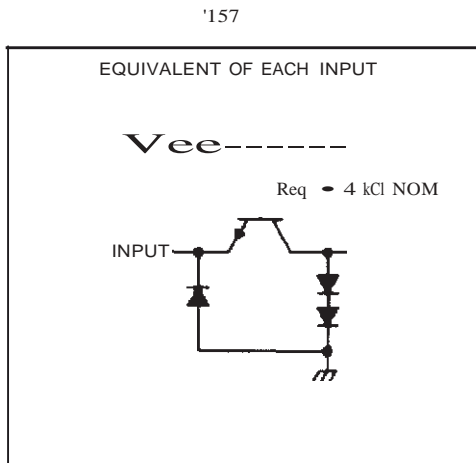 '157
EQUIVALENT OF EACH INPUT
Vee------
Req • 4 kCl NOM
INPUT